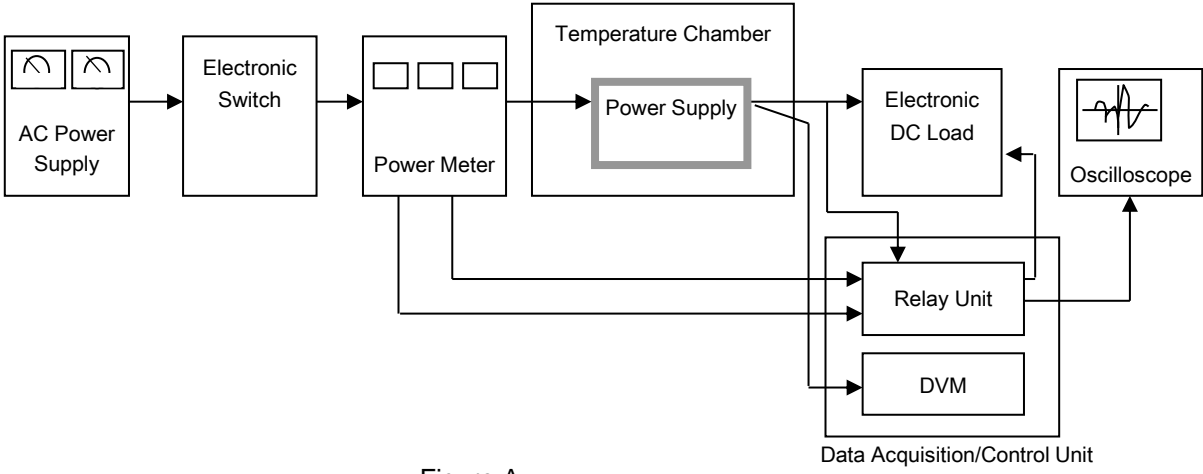 Temperature Chamber
Electronic
Switch
Power Supply
Electronic
DC Load
AC Power
Supply
Power Meter
Oscilloscope
Relay Unit
DVM
Data Acquisition/Control Unit
Figure A